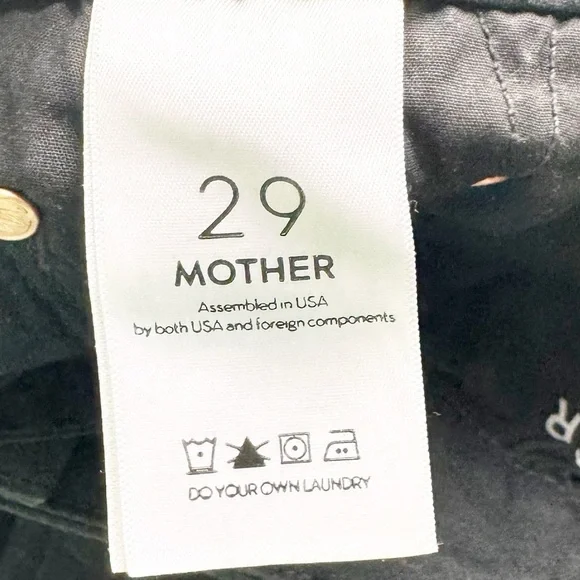 29
MOTHER
Assembled in USA
by both USA and foreign components
DO YOUR OWN LAUNDRY
R